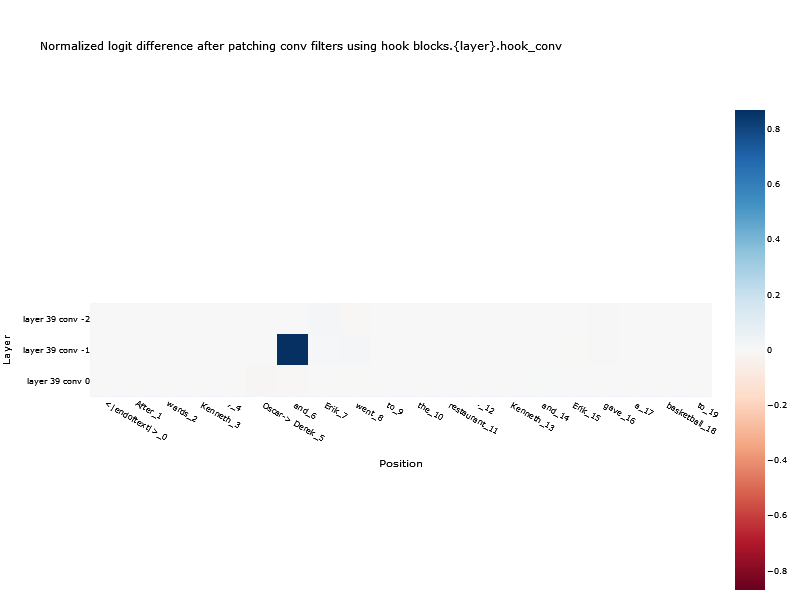 Normalized logit difference after patching conv filters using hook blocks.{layer}.hook_conv
0.8
0.6
0.4
0.2
0
−0.2
−0.4
−0.6
−0.8
Layer
layer 39 conv -2
layer 39 conv -1
layer 39 conv 0
<|endoftext|>_0
After_1
wards_2
Kenneth_3
,_4
Oscar-> Derek_5
and_6
Erik_7
went_8
to_9
the_10
restaurant_11
._12
Kenneth_13
and_14
Erik_15
gave_16
a_17
basketball_18
to_19
Position